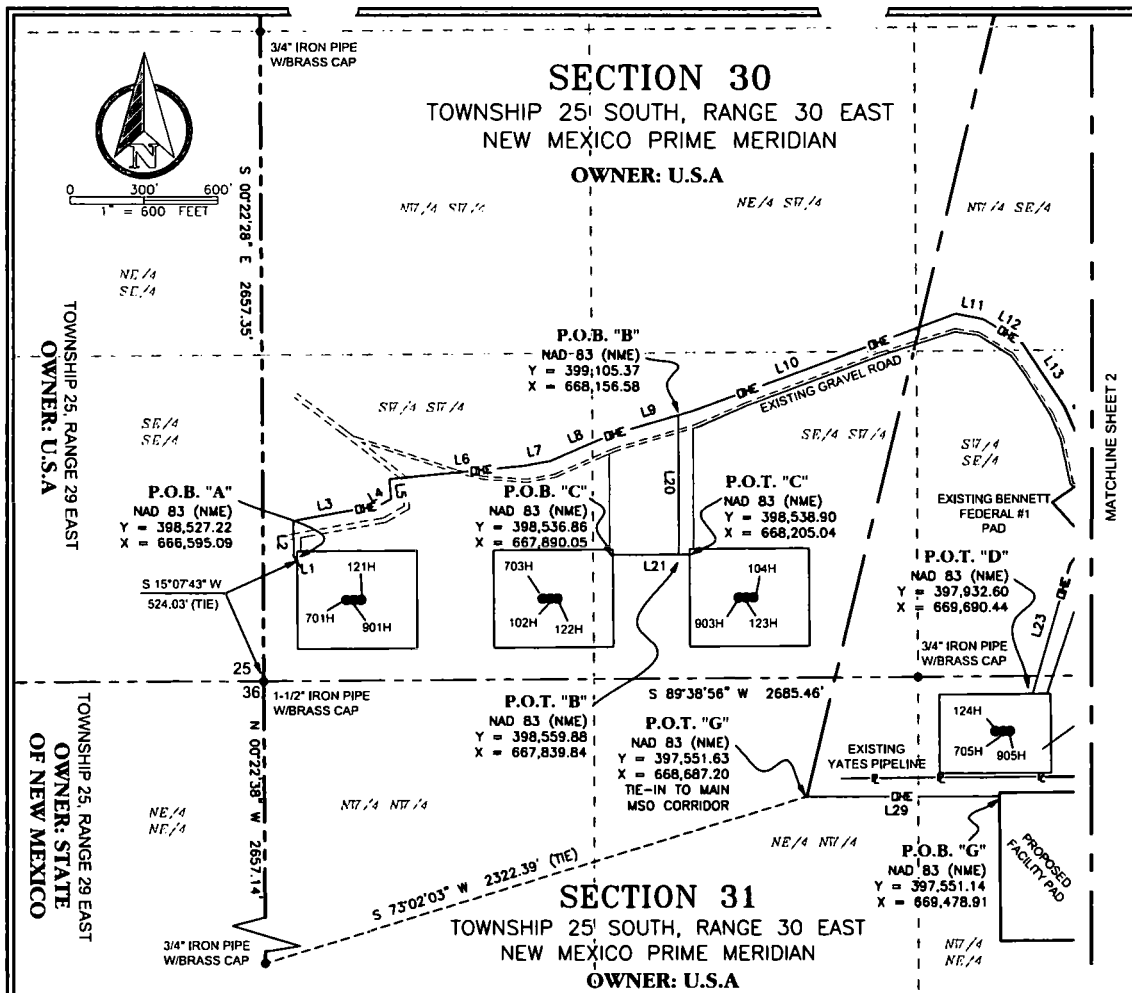 3/4" IRON PIPE
W/BRASS CAP
SECTION 30
TOWNSHIP 25 SOUTH, RANGE 30 EAST
NEW MEXICO PRIME MERIDIAN
OWNER: U.S.A
N
0 300' 600'
1" = 600 FEET
S 00°22'28" E 2657.35'
NW/4 SW/4
NE/4 SW/4
NW/4 SE/4
NE/4
SE/4
TOWNSHIP 25, RANGE 29 EAST
OWNER: U.S.A
P.O.B. "B"
NAD-83 (NME)
Y = 399,105.37
X = 668,156.58
L11
L12
OHE
L13
OHE
L10
OHE
EXISTING GRAVEL ROAD
L9
OHE
L8
L7
OHE
L6
SW/4 SW/4
SE/4
SE/4
SE/4 SW/4
SW/4
SE/4
MATCHLINE SHEET 2
L5
L4
OHE
L3
L2
L1
L20
P.O.B. "A"
NAD 83 (NME)
Y = 398,527.22
X = 666,595.09
P.O.B. "C"
NAD 83 (NME)
Y = 398,536.86
X = 667,890.05
P.O.T. "C"
NAD 83 (NME)
Y = 398,538.90
X = 668,205.04
EXISTING BENNETT
FEDERAL #1
PAD
S 15°07'43" W
524.03' (TIE)
121H
701H
901H
703H
102H
122H
L21
104H
903H
123H
P.O.T. "D"
NAD 83 (NME)
Y = 397,932.60
X = 669,690.44
OHE
L23
3/4" IRON PIPE
W/BRASS CAP
25
36
1-1/2" IRON PIPE
W/BRASS CAP
S 89°38'56" W 2685.46'
P.O.T. "B"
NAD 83 (NME)
Y = 398,559.88
X = 667,839.84
P.O.T. "G"
NAD 83 (NME)
Y = 397,551.63
X = 668,687.20
TIE-IN TO MAIN
MSO CORRIDOR
124H
705H
905H
EXISTING
YATES PIPELINE
OHE
L29
TOWNSHIP 25, RANGE 29 EAST
OWNER: STATE
OF NEW MEXICO
N 00°22'38" W 2657.14'
NE/4
NE/4
NW/4 NW/4
NE/4 NW/4
P.O.B. "G"
NAD 83 (NME)
Y = 397,551.14
X = 669,478.91
PROPOSED
FACILITY PAD
S 73°02'03" W 2322.39' (TIE)
SECTION 31
TOWNSHIP 25 SOUTH, RANGE 30 EAST
NEW MEXICO PRIME MERIDIAN
OWNER: U.S.A
3/4" IRON PIPE
W/BRASS CAP
NW/4
NE/4